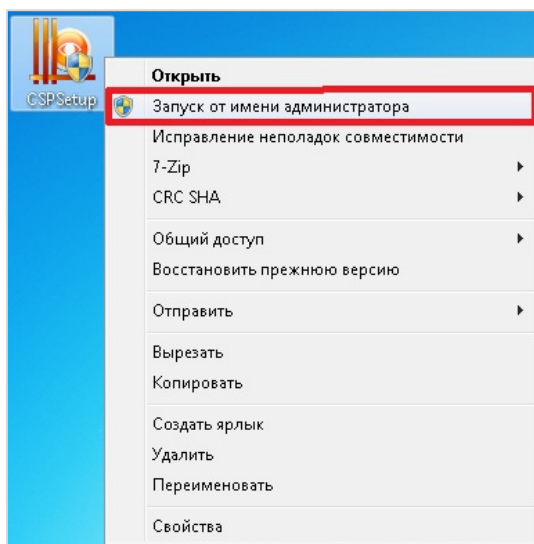 CSPSetup
Открыть
Запуск от имени администратора
Исправление неполадок совместимости
7-Zip
CRC SHA
Общий доступ
Восстановить прежнюю версию
Отправить
Вырезать
Копировать
Создать ярлык
Удалить
Переименовать
Свойства